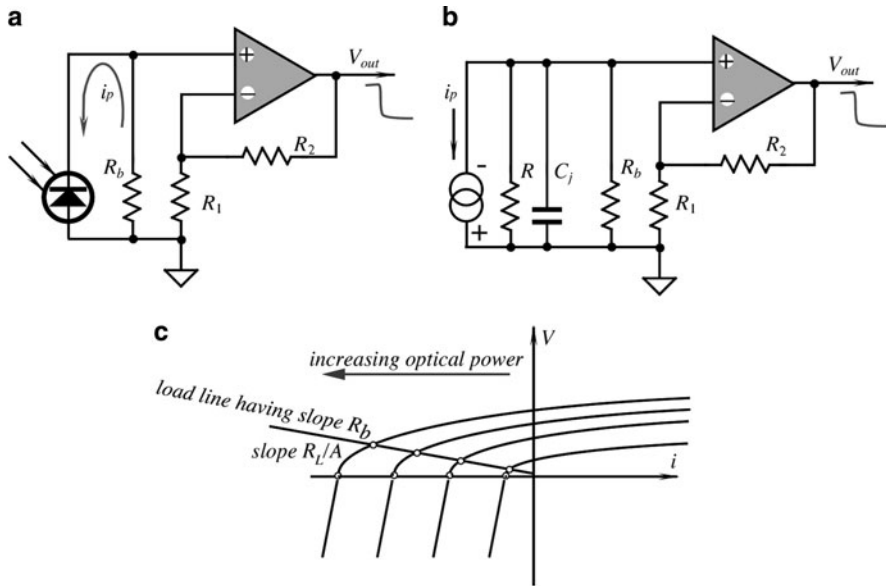 a
+
−
V_out
i_p
R_b
R_1
R_2
b
+
−
V_out
i_p
-
+
R
C_j
R_b
R_1
R_2
c
V
increasing optical power
load line having slope R_b
slope R_L/A
i